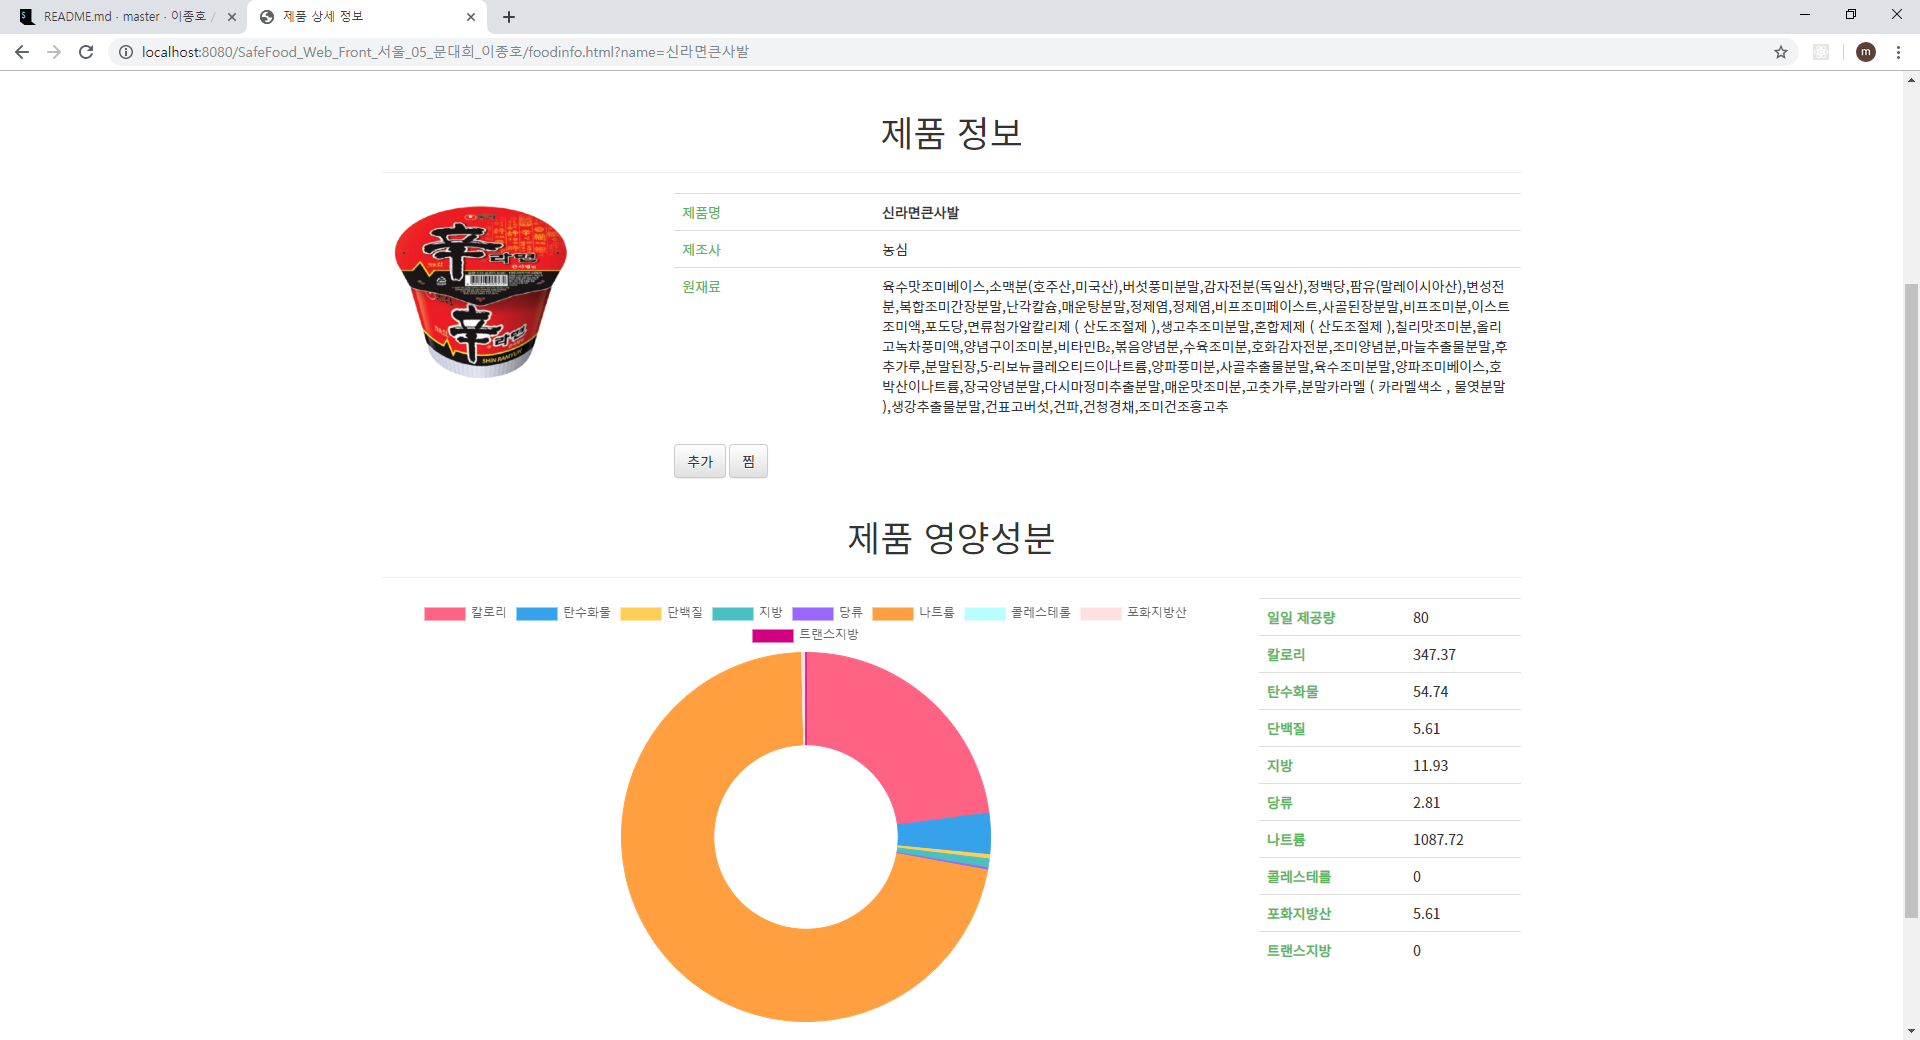 README.md · master · 이종호 /
제품 상세 정보
localhost:8080/SafeFood_Web_Front_서울_05_문대희_이종호/foodinfo.html?name=신라면큰사발
m
제품 정보
辛
라면
농심
辛
라면
SHIN RAMYUN
제품명 신라면큰사발
제조사 농심
원재료 육수맛조미베이스,소맥분(호주산,미국산),버섯풍미분말,감자전분(독일산),정백당,팜유(말레이시아산),변성전
분,복합조미간장분말,난각칼슘,매운탕분말,정제염,정제염,비프조미페이스트,사골된장분말,비프조미분,이스트
조미액,포도당,면류첨가알칼리제 ( 산도조절제 ),생고추조미분말,혼합제제 ( 산도조절제 ),칠리맛조미분,올리
고녹차풍미액,양념구이조미분,비타민B₂,볶음양념분,수육조미분,호화감자전분,조미양념분,마늘추출물분말,후
추가루,분말된장,5-리보뉴클레오티드이나트륨,양파풍미분,사골추출물분말,육수조미분말,양파조미베이스,호
박산이나트륨,장국양념분말,다시마정미추출분말,매운맛조미분,고춧가루,분말카라멜 ( 카라멜색소 , 물엿분말
),생강추출물분말,건표고버섯,건파,건청경채,조미건조홍고추
추가 찜
제품 영양성분
칼로리 탄수화물 단백질 지방 당류 나트륨 콜레스테롤 포화지방산
트랜스지방
일일 제공량 80
칼로리 347.37
탄수화물 54.74
단백질 5.61
지방 11.93
당류 2.81
나트륨 1087.72
콜레스테롤 0
포화지방산 5.61
트랜스지방 0